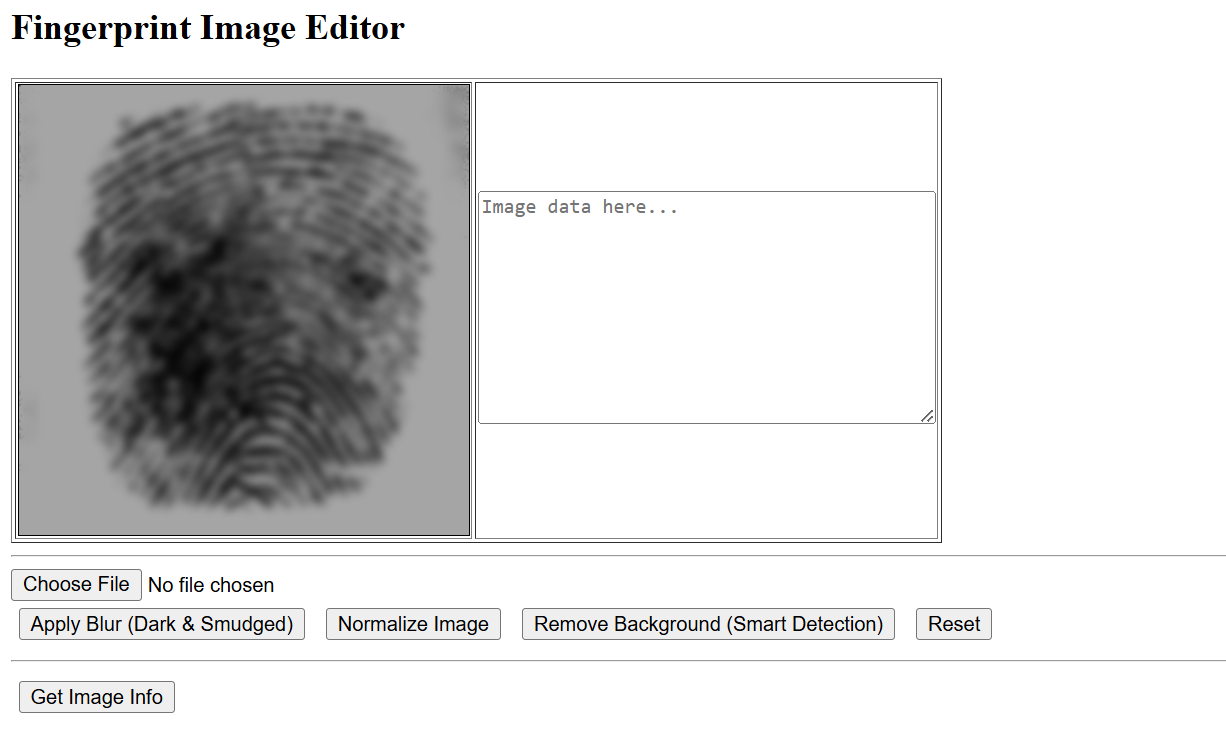 Fingerprint Image Editor
Image data here...
Choose File No file chosen
Apply Blur (Dark & Smudged) Normalize Image Remove Background (Smart Detection) Reset
Get Image Info